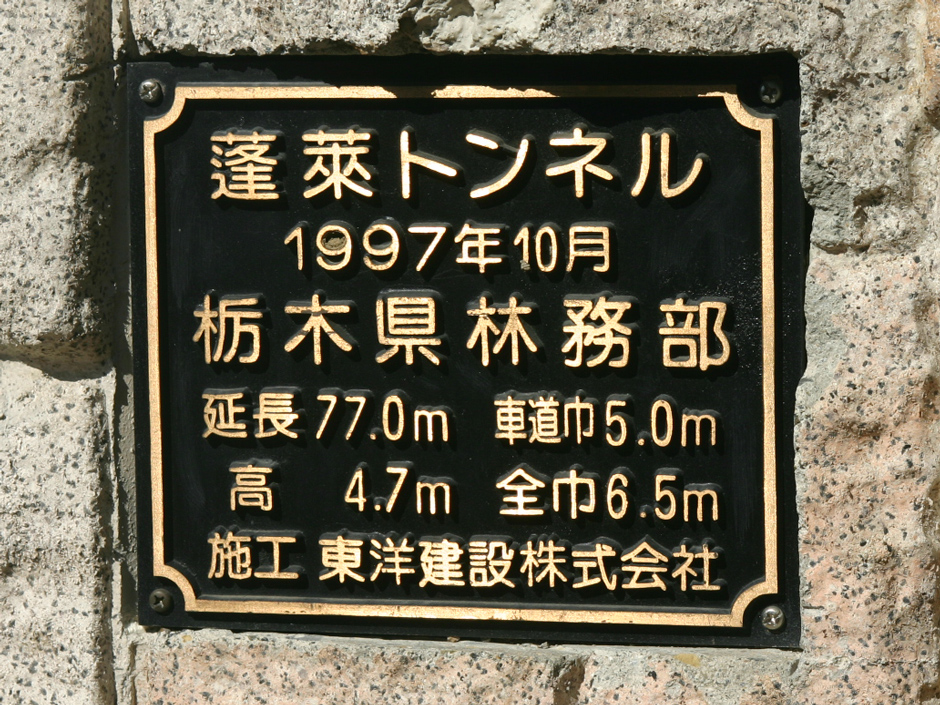 蓬莱トンネル
1997年10月
栃木県林務部
延長77.0m 車道巾5.0m
高 4.7m 全巾6.5m
施工 東洋建設株式会社